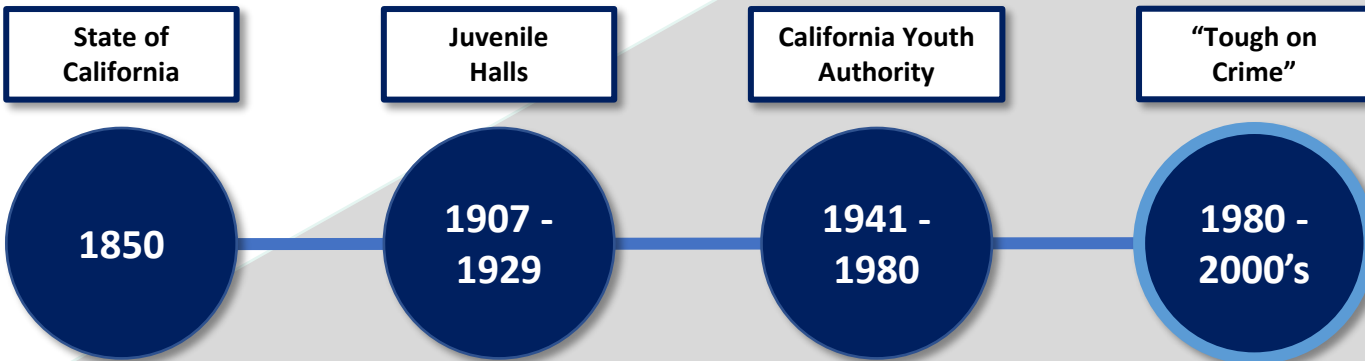 State of
California
Juvenile
Halls
California Youth
Authority
“Tough on
Crime”
1850
1907 -
1929
1941 -
1980
1980 -
2000’s